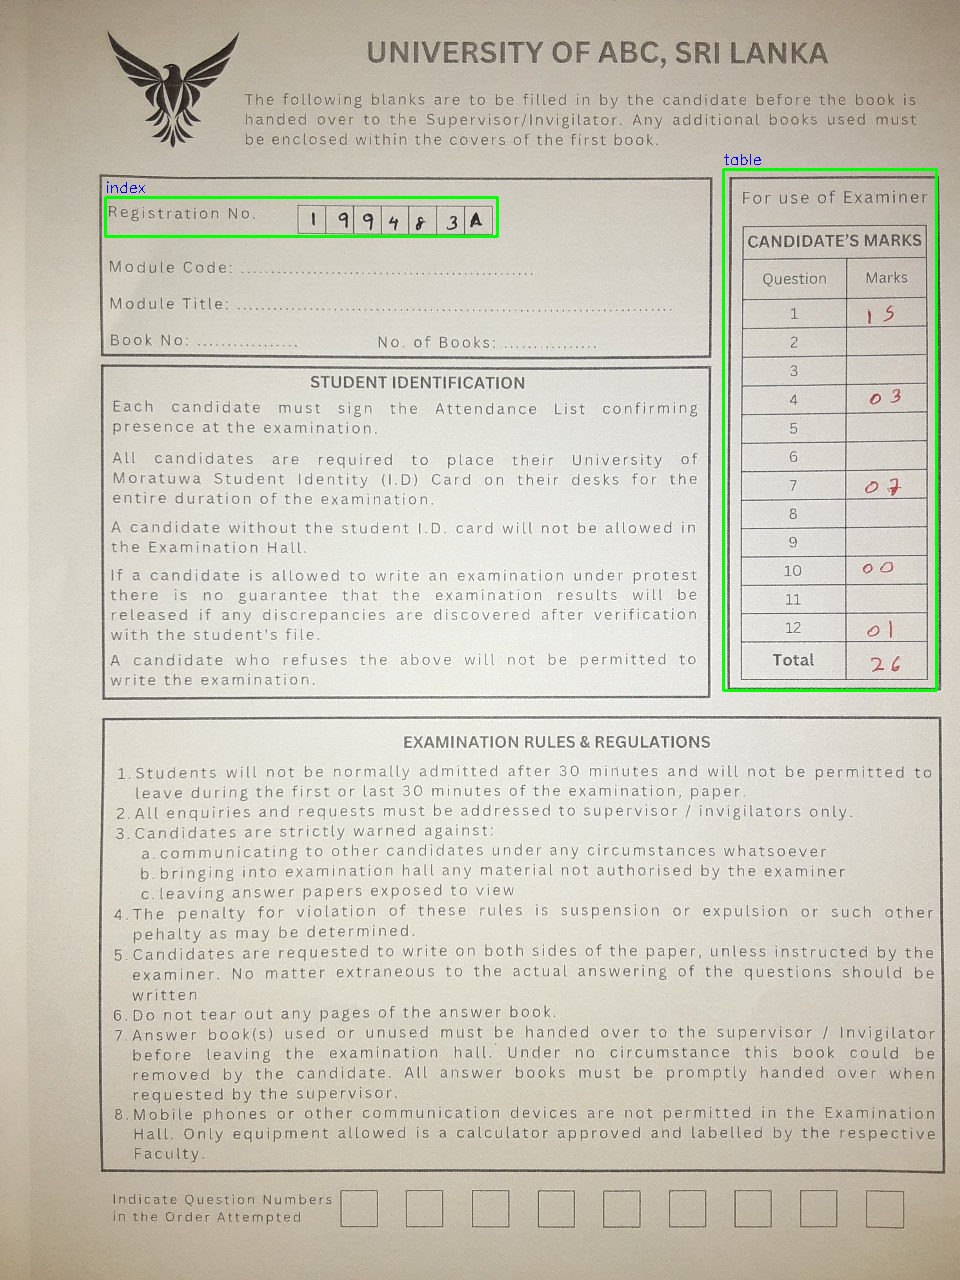 UNIVERSITY OF ABC, SRI LANKA
The following blanks are to be filled in by the candidate before the book is
handed over to the Supervisor/Invigilator. Any additional books used must
be enclosed within the covers of the first book.
index
Registration No. 1 9 9 4 8 3 A
Module Code: ................................................
Module Title: ......................................................................
Book No: ................ No. of Books: ...............
STUDENT IDENTIFICATION
Each candidate must sign the Attendance List confirming
presence at the examination.
All candidates are required to place their University of
Moratuwa Student Identity (I.D) Card on their desks for the
entire duration of the examination.
A candidate without the student I.D. card will not be allowed in
the Examination Hall.
If a candidate is allowed to write an examination under protest
there is no guarantee that the examination results will be
released if any discrepancies are discovered after verification
with the student's file.
A candidate who refuses the above will not be permitted to
write the examination.
table
For use of Examiner
CANDIDATE'S MARKS
Question Marks
1 15
2
3
4 03
5
6
7 07
8
9
10 00
11
12 01
Total 26
EXAMINATION RULES & REGULATIONS
1. Students will not be normally admitted after 30 minutes and will not be permitted to
leave during the first or last 30 minutes of the examination, paper.
2. All enquiries and requests must be addressed to supervisor / invigilators only.
3. Candidates are strictly warned against:
a. communicating to other candidates under any circumstances whatsoever
b. bringing into examination hall any material not authorised by the examiner
c. leaving answer papers exposed to view
4. The penalty for violation of these rules is suspension or expulsion or such other
pehalty as may be determined.
5. Candidates are requested to write on both sides of the paper, unless instructed by the
examiner. No matter extraneous to the actual answering of the questions should be
written
6. Do not tear out any pages of the answer book.
7. Answer book(s) used or unused must be handed over to the supervisor / Invigilator
before leaving the examination hall. Under no circumstance this book could be
removed by the candidate. All answer books must be promptly handed over when
requested by the supervisor.
8. Mobile phones or other communication devices are not permitted in the Examination
Hall. Only equipment allowed is a calculator approved and labelled by the respective
Faculty.
Indicate Question Numbers
in the Order Attempted